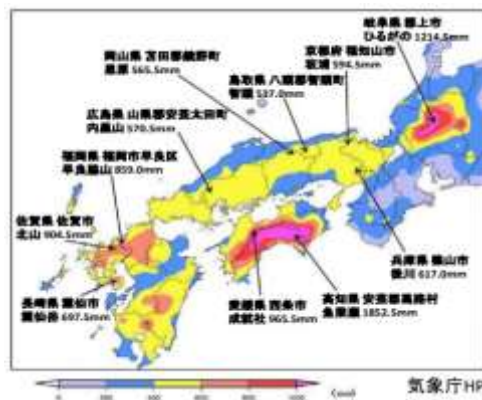 岐阜県 郡上市
ひるがの 1214.5mm
京都府 福知山市
坂浦 594.5mm
岡山県 苫田郡鏡野町
恩原 565.5mm
鳥取県 八頭郡智頭町
智頭 537.0mm
広島県 山県郡安芸太田町
内黒山 570.5mm
福岡県 福岡市早良区
早良脇山 859.0mm
佐賀県 佐賀市
北山 904.5mm
長崎県 雲仙市
雲仙岳 697.5mm
愛媛県 西条市
成就社 965.5mm
高知県 安芸郡馬路村
魚梁瀬 1852.5mm
兵庫県 篠山市
後川 617.0mm
0 200 400 600 800 1000 (mm)
気象庁HP